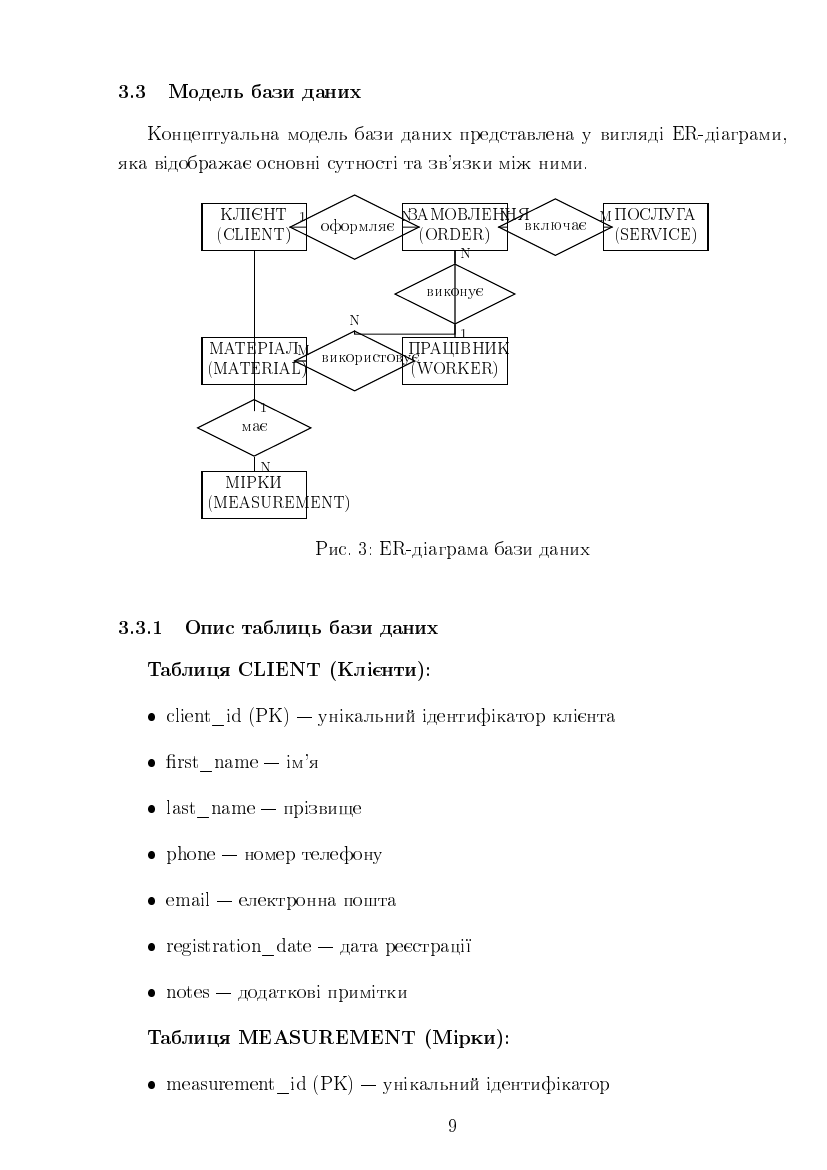 3.3 Модель бази даних
Концептуальна модель бази даних представлена у вигляді ER-діаграми,
яка відображає основні сутності та зв'язки між ними.
КЛІЄНТ
(CLIENT)
1
оформляє
N
ЗАМОВЛЕННЯ
(ORDER)
N
включає
M
ПОСЛУГА
(SERVICE)
N
виконує
1
N
МАТЕРІАЛ
(MATERIAL)
M
використовує
ПРАЦІВНИК
(WORKER)
1
має
N
МІРКИ
(MEASUREMENT)
Рис. 3: ER-діаграма бази даних
3.3.1 Опис таблиць бази даних
Таблиця CLIENT (Клієнти):
• client_id (PK) — унікальний ідентифікатор клієнта
• first_name — ім'я
• last_name — прізвище
• phone — номер телефону
• email — електронна пошта
• registration_date — дата реєстрації
• notes — додаткові примітки
Таблиця MEASUREMENT (Мірки):
• measurement_id (PK) — унікальний ідентифікатор
9